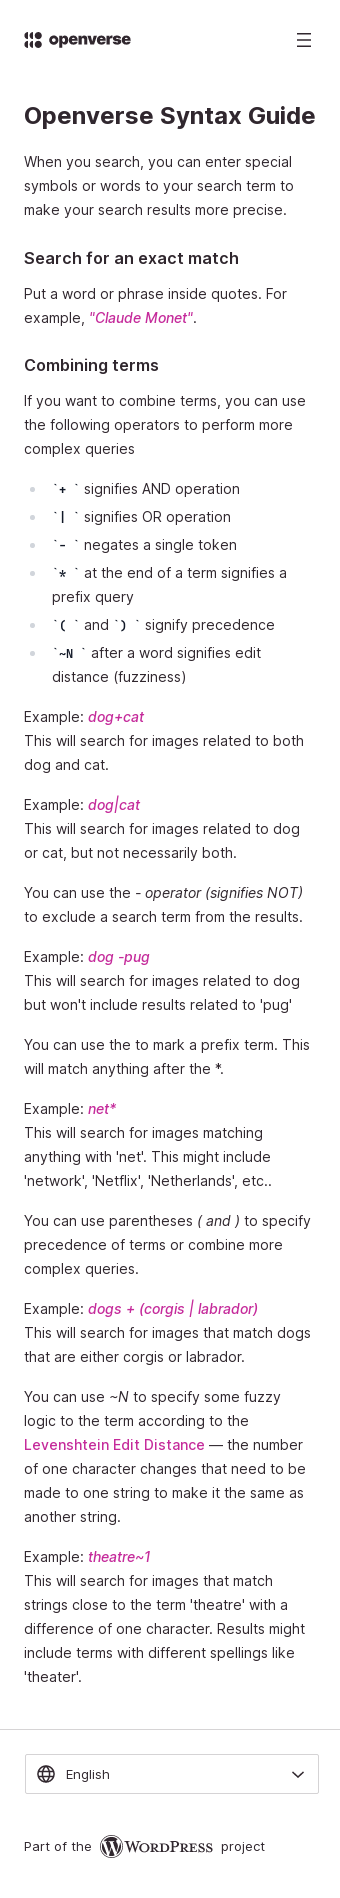 openverse
Openverse Syntax Guide
When you search, you can enter special
symbols or words to your search term to
make your search results more precise.
Search for an exact match
Put a word or phrase inside quotes. For
example, "Claude Monet".
Combining terms
If you want to combine terms, you can use
the following operators to perform more
complex queries
`+ ` signifies AND operation
`| ` signifies OR operation
`- ` negates a single token
`* ` at the end of a term signifies a
prefix query
`( ` and `) ` signify precedence
`~N ` after a word signifies edit
distance (fuzziness)
Example: dog+cat
This will search for images related to both
dog and cat.
Example: dog|cat
This will search for images related to dog
or cat, but not necessarily both.
You can use the - operator (signifies NOT)
to exclude a search term from the results.
Example: dog -pug
This will search for images related to dog
but won't include results related to 'pug'
You can use the to mark a prefix term. This
will match anything after the *.
Example: net*
This will search for images matching
anything with 'net'. This might include
'network', 'Netflix', 'Netherlands', etc..
You can use parentheses ( and ) to specify
precedence of terms or combine more
complex queries.
Example: dogs + (corgis | labrador)
This will search for images that match dogs
that are either corgis or labrador.
You can use ~N to specify some fuzzy
logic to the term according to the
Levenshtein Edit Distance — the number
of one character changes that need to be
made to one string to make it the same as
another string.
Example: theatre~1
This will search for images that match
strings close to the term 'theatre' with a
difference of one character. Results might
include terms with different spellings like
'theater'.
English
Part of the WORDPRESS project